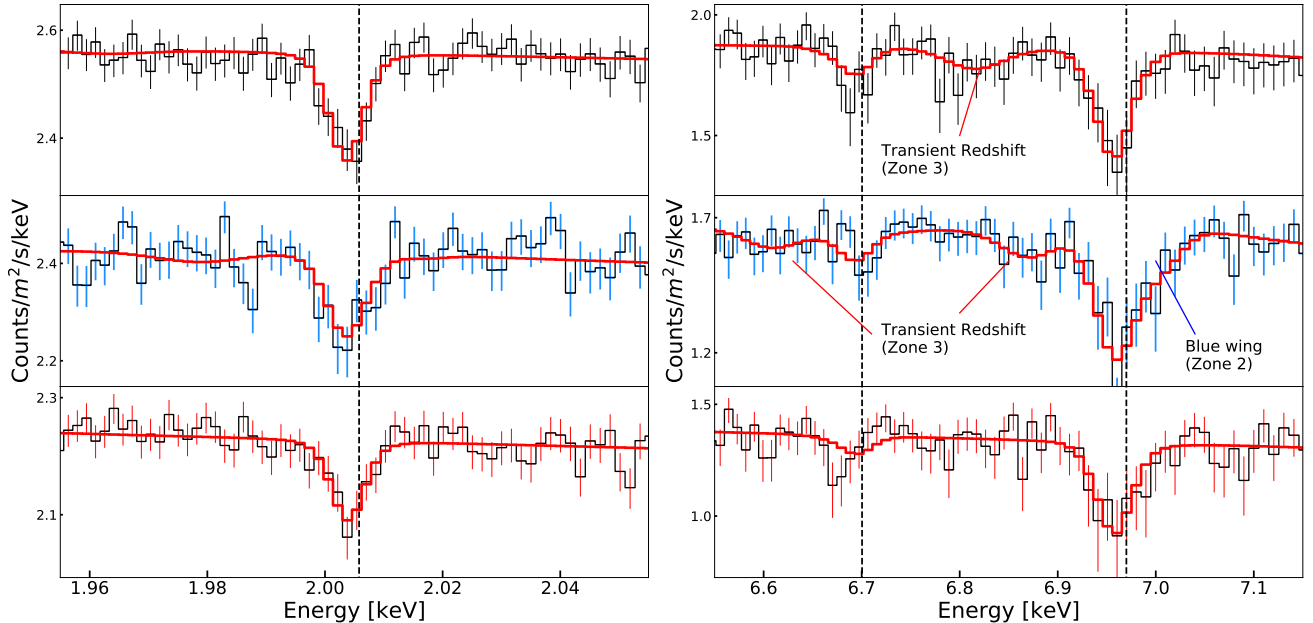 Counts/m²/s/keV
2.6
2.4
2.4
2.2
2.3
2.1
1.96
1.98
2.00
2.02
2.04
Energy [keV]
Counts/m²/s/keV
2.0
1.5
Transient Redshift
(Zone 3)
1.7
1.2
Transient Redshift
(Zone 3)
Blue wing
(Zone 2)
1.5
1.0
6.6
6.7
6.8
6.9
7.0
7.1
Energy [keV]